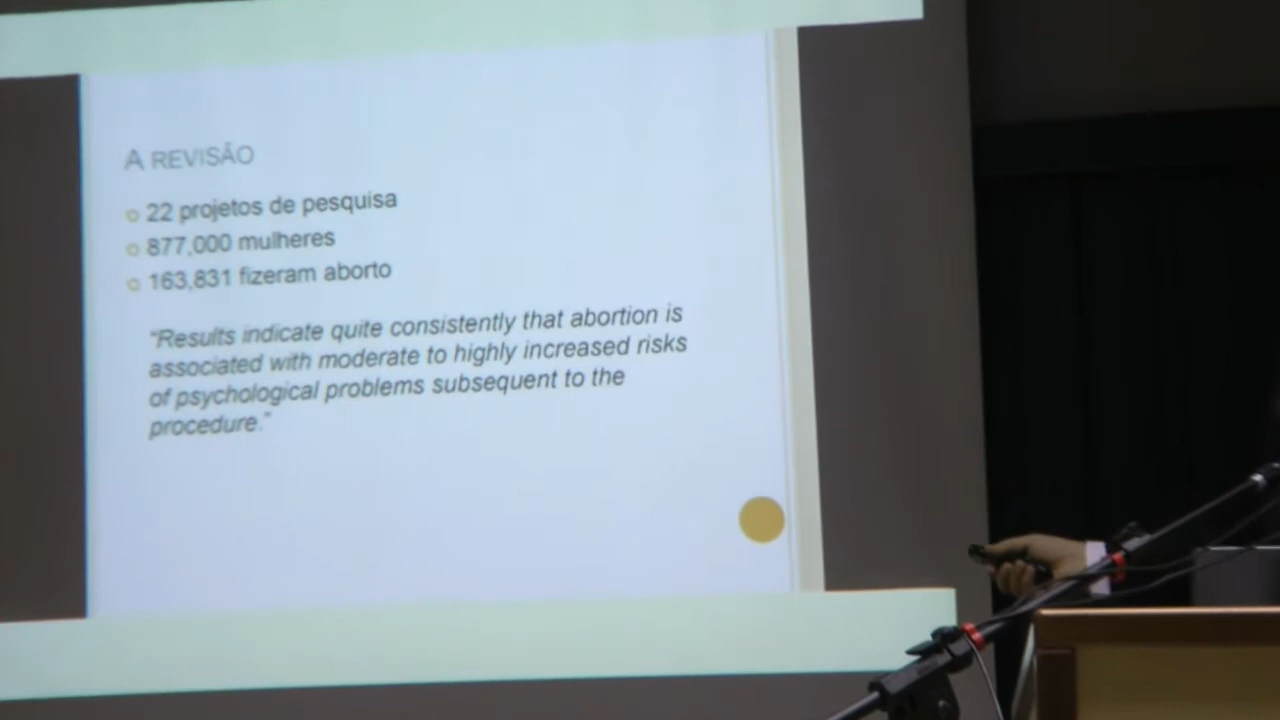 A REVISÃO
22 projetos de pesquisa
877,000 mulheres
163,831 fizeram aborto
"Results indicate quite consistently that abortion is
associated with moderate to highly increased risks
of psychological problems subsequent to the
procedure."